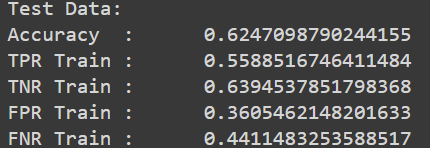 Test Data:
Accuracy  :      0.6247098790244155
TPR Train :      0.5588516746411484
TNR Train :      0.6394537851798368
FPR Train :      0.3605462148201633
FNR Train :      0.4411483253588517